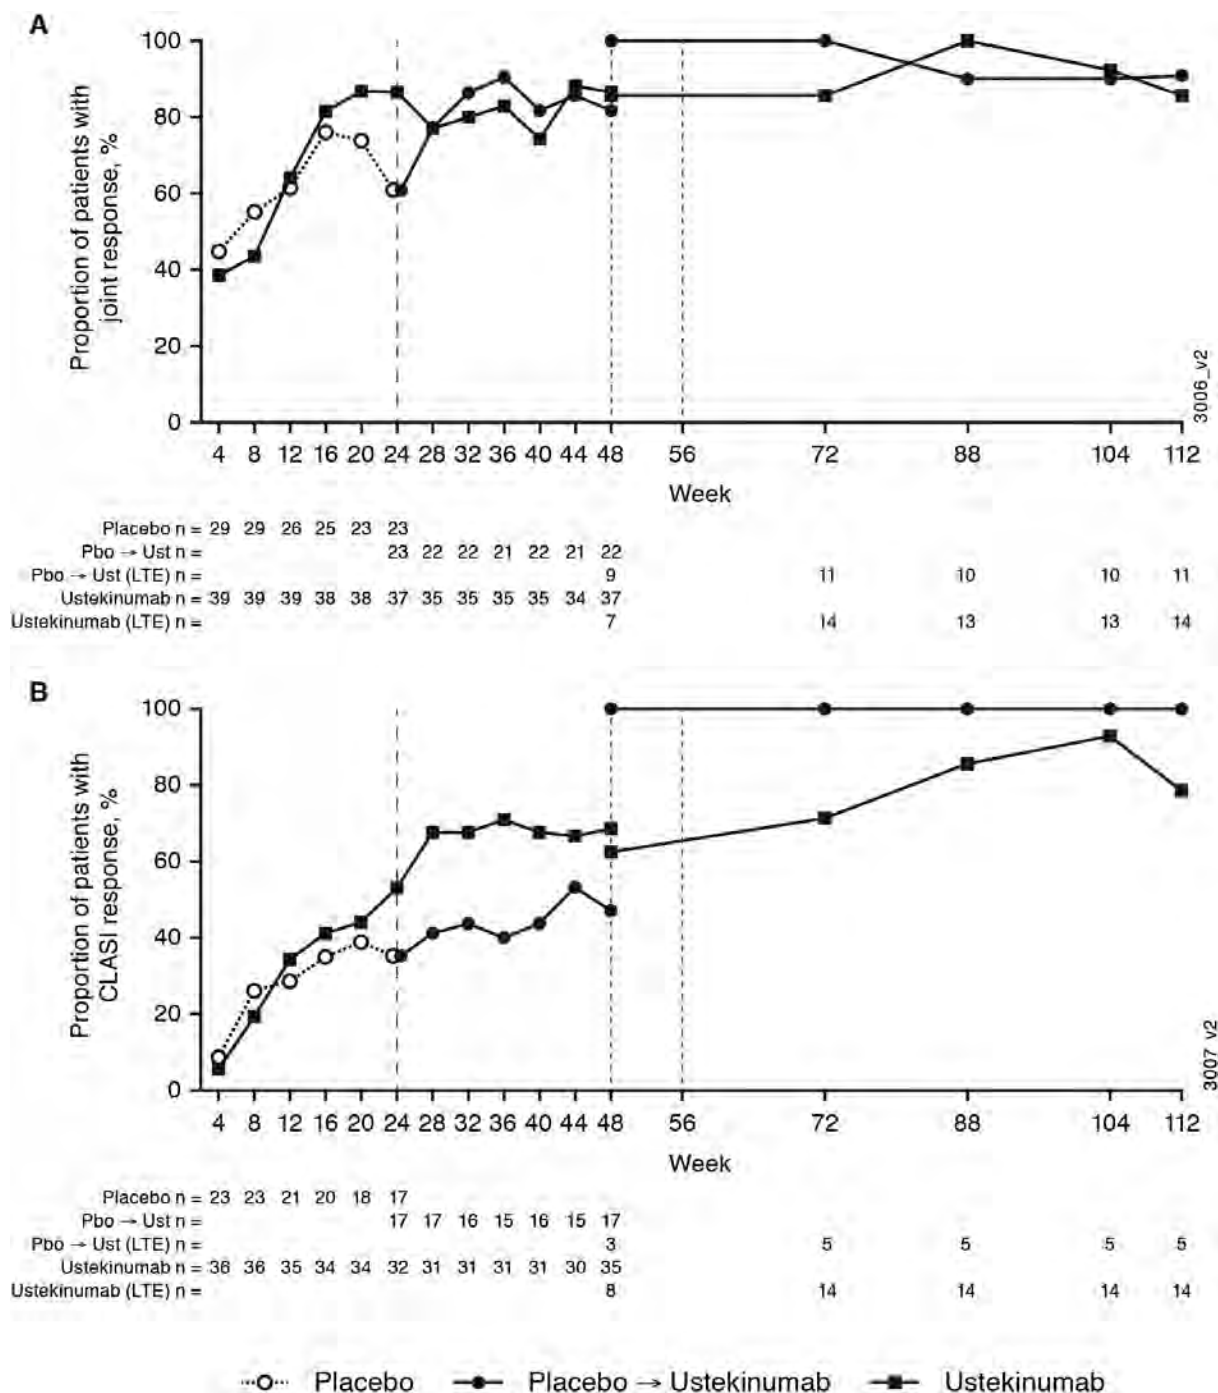 A
100
80
60
40
20
0
Proportion of patients with
joint response, %
4 8 12 16 20 24 28 32 36 40 44 48 56 72 88 104 112
Week
3006_v2
Placebo n = 29 29 26 25 23 23
Pbo → Ust n = 23 22 22 21 22 21 22
Pbo → Ust (LTE) n = 9 11 10 10 11
Ustekinumab n = 39 39 39 38 38 37 35 35 35 35 34 37
Ustekinumab (LTE) n = 7 14 13 13 14
B
100
80
60
40
20
0
Proportion of patients with
CLASI response, %
4 8 12 16 20 24 28 32 36 40 44 48 56 72 88 104 112
Week
3007_v2
Placebo n = 23 23 21 20 18 17
Pbo → Ust n = 17 17 16 15 16 15 17
Pbo → Ust (LTE) n = 3 5 5 5 5
Ustekinumab n = 36 36 35 34 34 32 31 31 31 31 30 35
Ustekinumab (LTE) n = 8 14 14 14 14
Placebo Placebo → Ustekinumab Ustekinumab